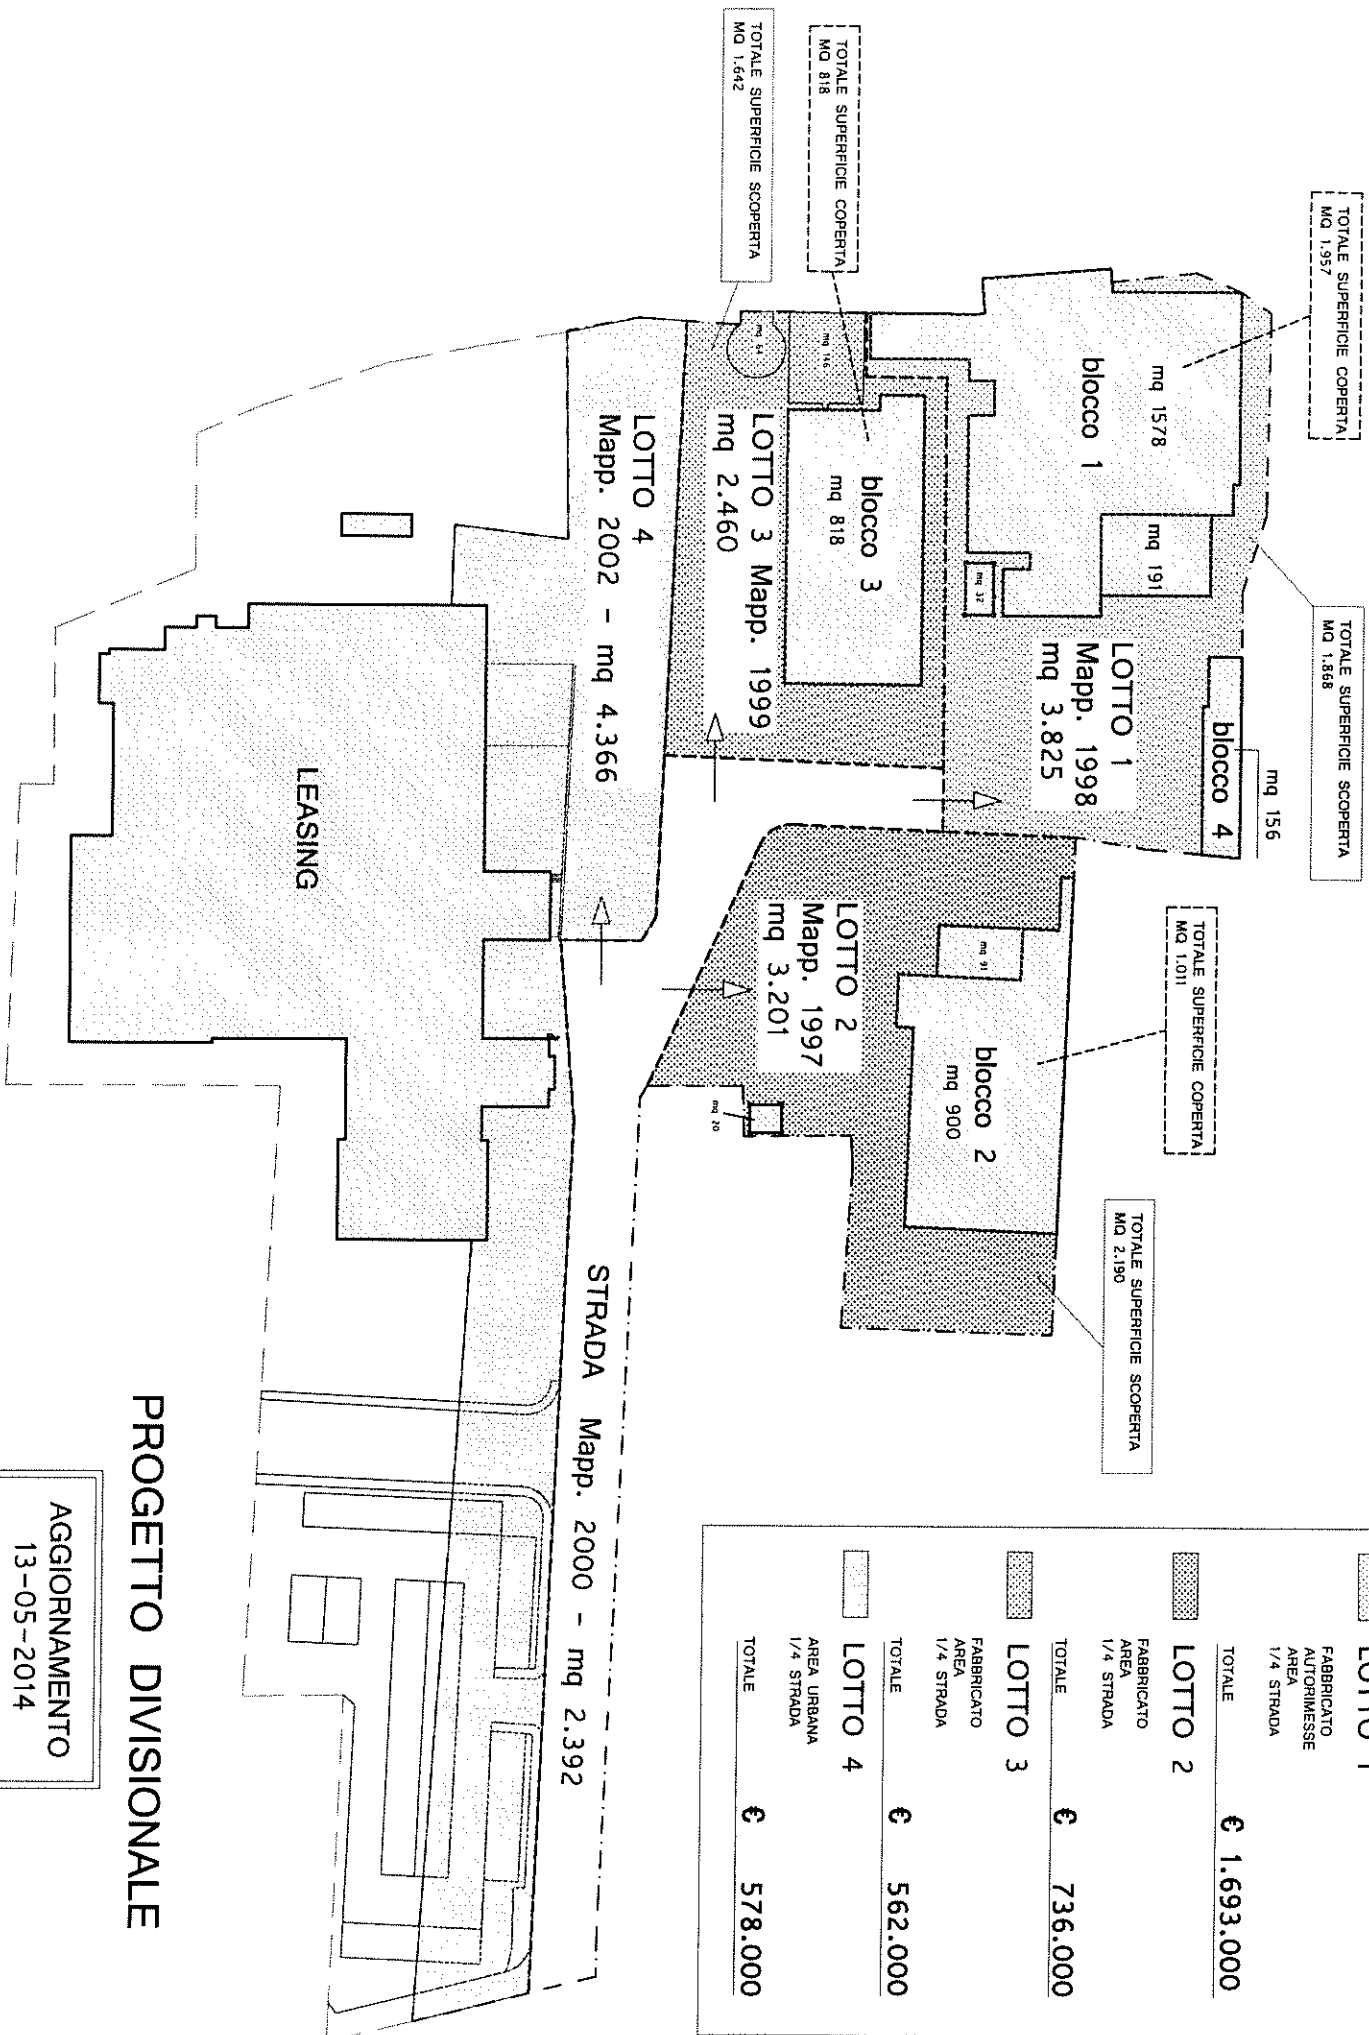 TOTALE SUPERFICIE COPERTA
MQ 1.957
TOTALE SUPERFICIE SCOPERTA
MQ 1.868
mq 156
blocco 4
mq 1578
blocco 1
mq 191
LOTTO 1
Mapp. 1998
mq 3.825
mq 32
TOTALE SUPERFICIE COPERTA
MQ 1.011
TOTALE SUPERFICIE SCOPERTA
MQ 2.190
mq 91
blocco 2
mq 900
LOTTO 2
Mapp. 1997
mq 3.201
mq 20
TOTALE SUPERFICIE COPERTA
MQ 818
TOTALE SUPERFICIE SCOPERTA
MQ 1.642
blocco 3
mq 818
mq 146
mq 64
LOTTO 3 Mapp. 1999
mq 2.460
LOTTO 4
Mapp. 2002 - mq 4.366
LEASING
STRADA Mapp. 2000 - mq 2.392
LOTTO 1
FABBRICATO
AUTORIMESSE
AREA
1/4 STRADA
TOTALE € 1.693.000
LOTTO 2
FABBRICATO
AREA
1/4 STRADA
TOTALE € 736.000
LOTTO 3
FABBRICATO
AREA
1/4 STRADA
TOTALE € 562.000
LOTTO 4
AREA URBANA
1/4 STRADA
TOTALE € 578.000
PROGETTO DIVISIONALE
AGGIORNAMENTO
13-05-2014